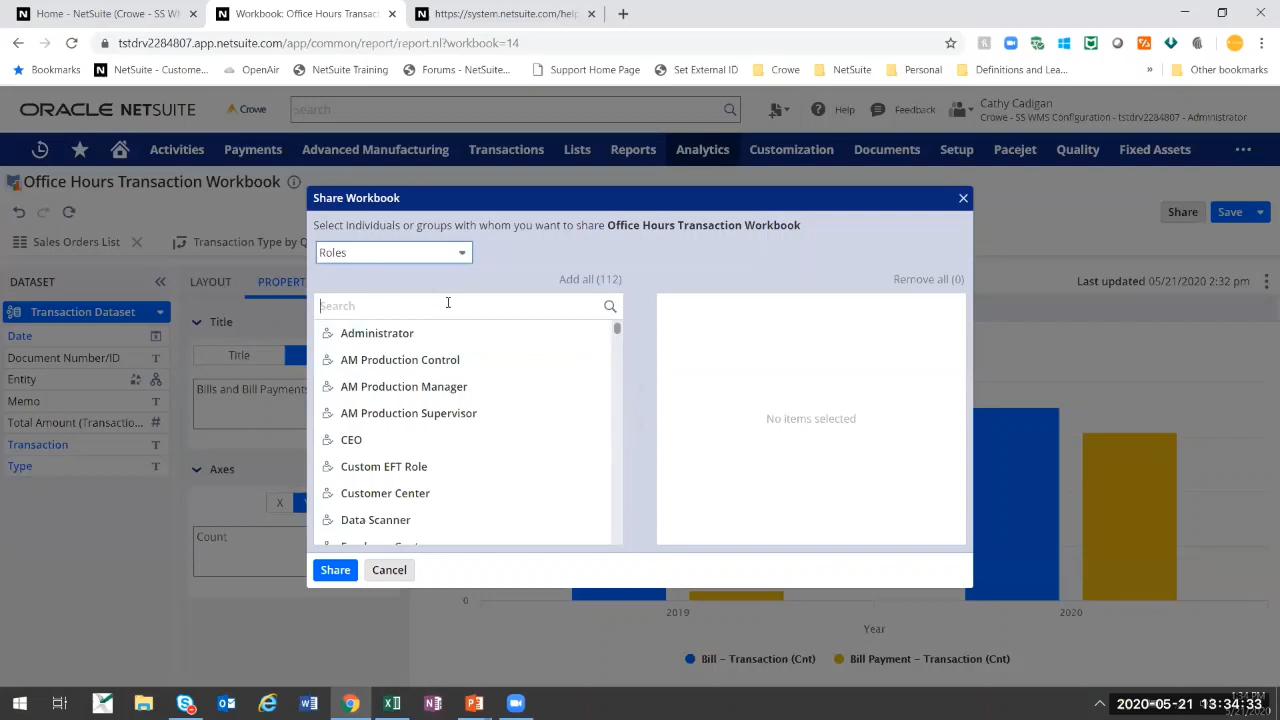 Home - NetSuite (Crowe - SS WM
Workbook: Office Hours Transact
https://system.netsuite.com/help
tstdrv2284807.app.netsuite.com/app/common/report/report.nl?workbook=14
Bookmarks
NetSuite - Custome...
OpenAir
NetSuite Training
Forums - NetSuite...
Support Home Page
Set External ID
Crowe
NetSuite
Personal
Definitions and Lea...
»
Other bookmarks
ORACLE NETSUITE
Crowe
Search
Help
Feedback
Cathy Cadigan
Crowe - SS WMS Configuration - tstdrv2284807 - Administrator
Activities
Payments
Advanced Manufacturing
Transactions
Lists
Reports
Analytics
Customization
Documents
Setup
Pacejet
Quality
Fixed Assets
Office Hours Transaction Workbook
Share
Save
Sales Orders List
Transaction Type by Q
DATASET
LAYOUT
PROPERT
Last updated 05/21/2020 2:32 pm
Transaction Dataset
Date
Document Number/ID
Entity
Memo
Total Amount (Transactic...
Transaction
Type
Title
Title
Bills and Bill Payments
Axes
X
Count
Share Workbook
Select individuals or groups with whom you want to share Office Hours Transaction Workbook
Roles
Add all (112)
Remove all (0)
Search
Administrator
AM Production Control
AM Production Manager
AM Production Supervisor
CEO
Custom EFT Role
Customer Center
Data Scanner
No items selected
Share
Cancel
0
2019
2020
Year
Bill – Transaction (Cnt)
Bill Payment – Transaction (Cnt)
2020-05-21 13:34:33